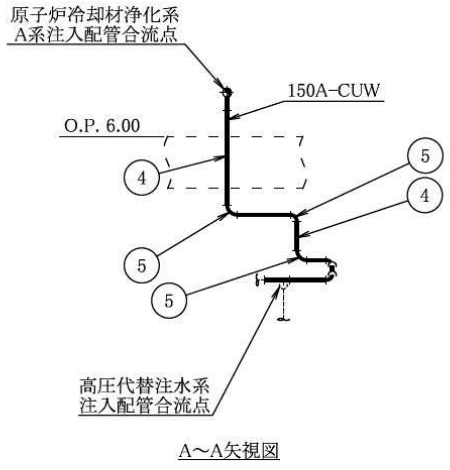 原子炉冷却材浄化系
A系注入配管合流点
150A-CUW
O.P. 6.00
5
4
4
5
5
高圧代替注水系
注入配管合流点
A～A矢視図